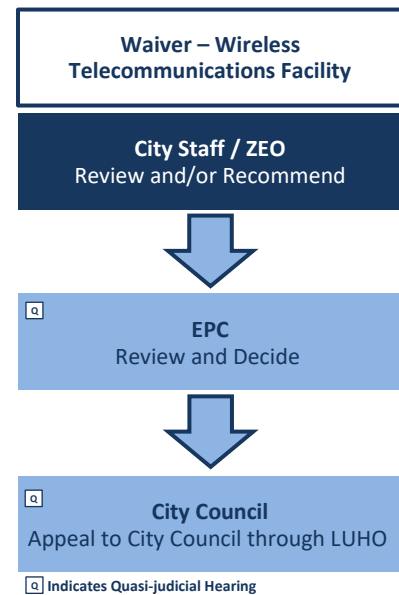 Waiver – Wireless
Telecommunications Facility
City Staff / ZEO
Review and/or Recommend
Q
EPC
Review and Decide
Q
City Council
Appeal to City Council through LUHO
Q Indicates Quasi-judicial Hearing